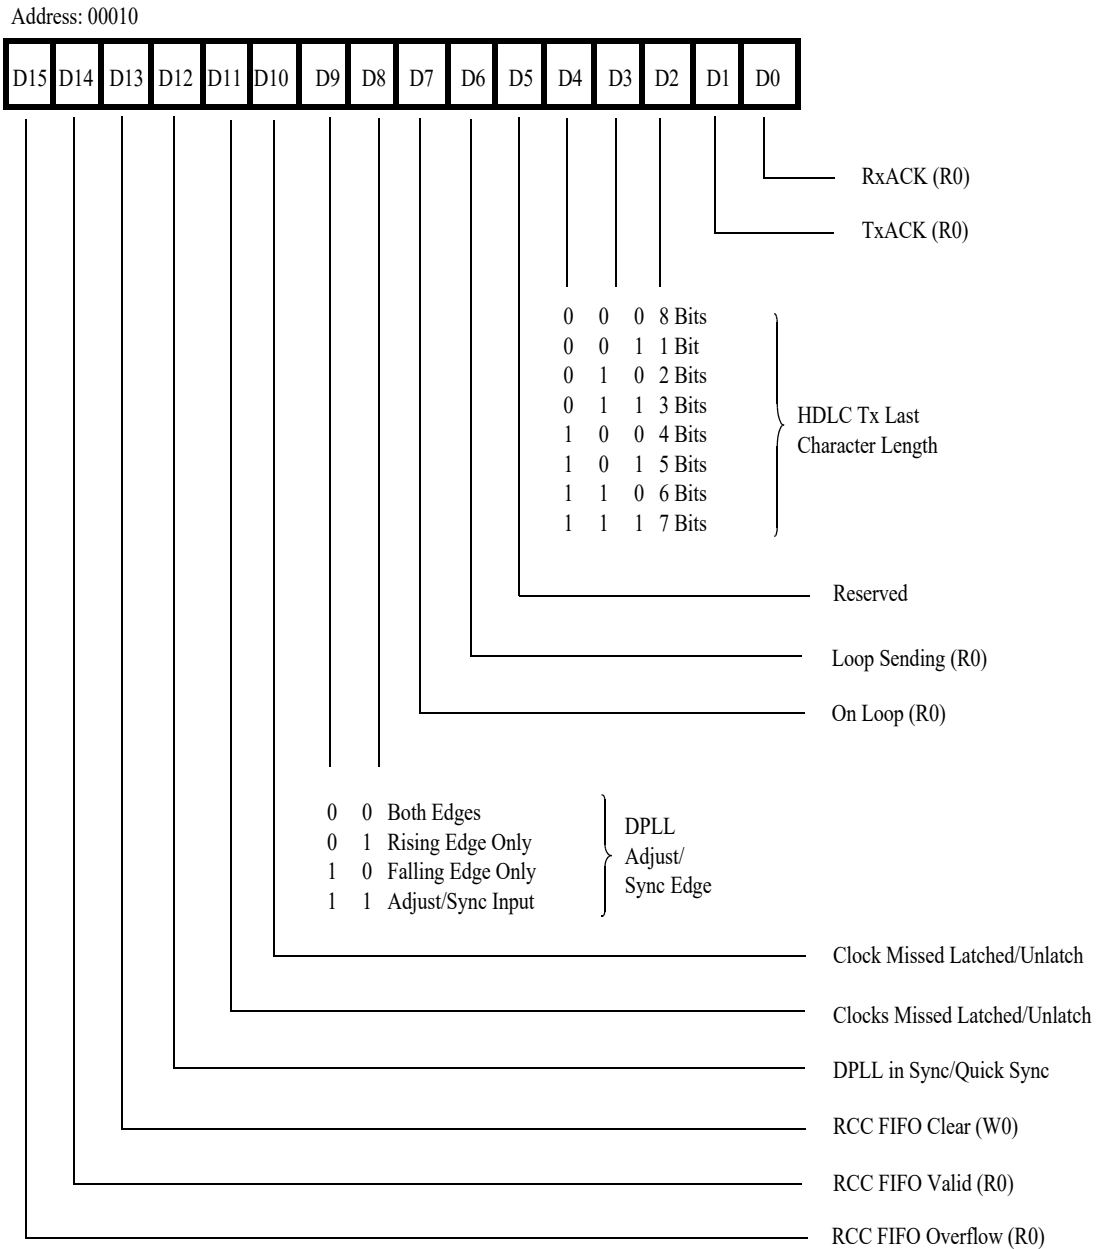 Address: 00010
D15 D14 D13 D12 D11 D10 D9 D8 D7 D6 D5 D4 D3 D2 D1 D0
RxACK (R0)
TxACK (R0)
0 0 0 8 Bits
0 0 1 1 Bit
0 1 0 2 Bits
0 1 1 3 Bits
1 0 0 4 Bits
1 0 1 5 Bits
1 1 0 6 Bits
1 1 1 7 Bits
HDLC Tx Last
Character Length
Reserved
Loop Sending (R0)
On Loop (R0)
0 0 Both Edges
0 1 Rising Edge Only
1 0 Falling Edge Only
1 1 Adjust/Sync Input
DPLL
Adjust/
Sync Edge
Clock Missed Latched/Unlatch
Clocks Missed Latched/Unlatch
DPLL in Sync/Quick Sync
RCC FIFO Clear (W0)
RCC FIFO Valid (R0)
RCC FIFO Overflow (R0)